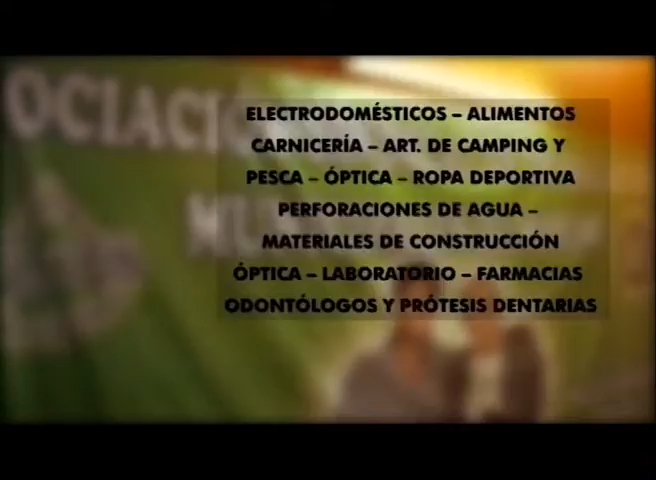 ELECTRODOMÉSTICOS – ALIMENTOS
CARNICERÍA – ART. DE CAMPING Y
PESCA – ÓPTICA – ROPA DEPORTIVA
PERFORACIONES DE AGUA –
MATERIALES DE CONSTRUCCIÓN
ÓPTICA – LABORATORIO – FARMACIAS
ODONTÓLOGOS Y PRÓTESIS DENTARIAS